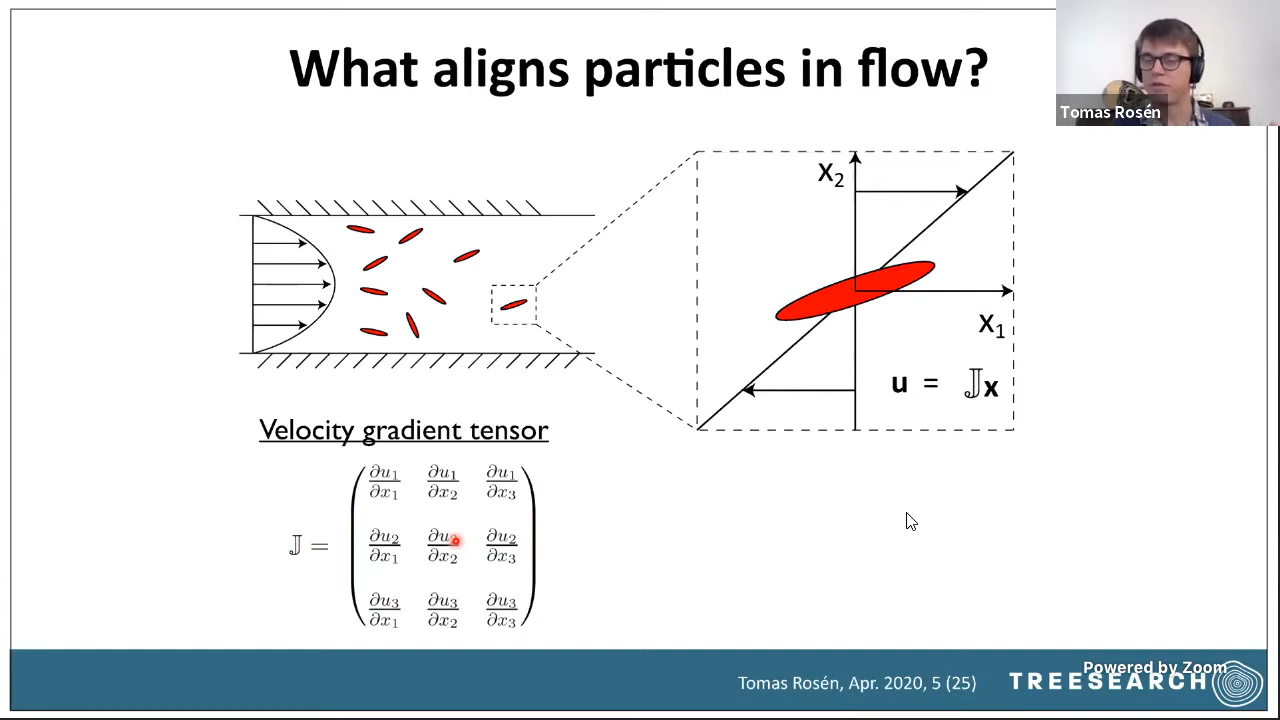 What aligns particles in flow?
Tomas Rosén
X2
X1
u = 𝕁x
Velocity gradient tensor
𝕁 =
∂u1/∂x1 ∂u1/∂x2 ∂u1/∂x3
∂u2/∂x1 ∂u2/∂x2 ∂u2/∂x3
∂u3/∂x1 ∂u3/∂x2 ∂u3/∂x3
Powered by Zoom
Tomas Rosén, Apr. 2020, 5 (25)
TREESEARCH